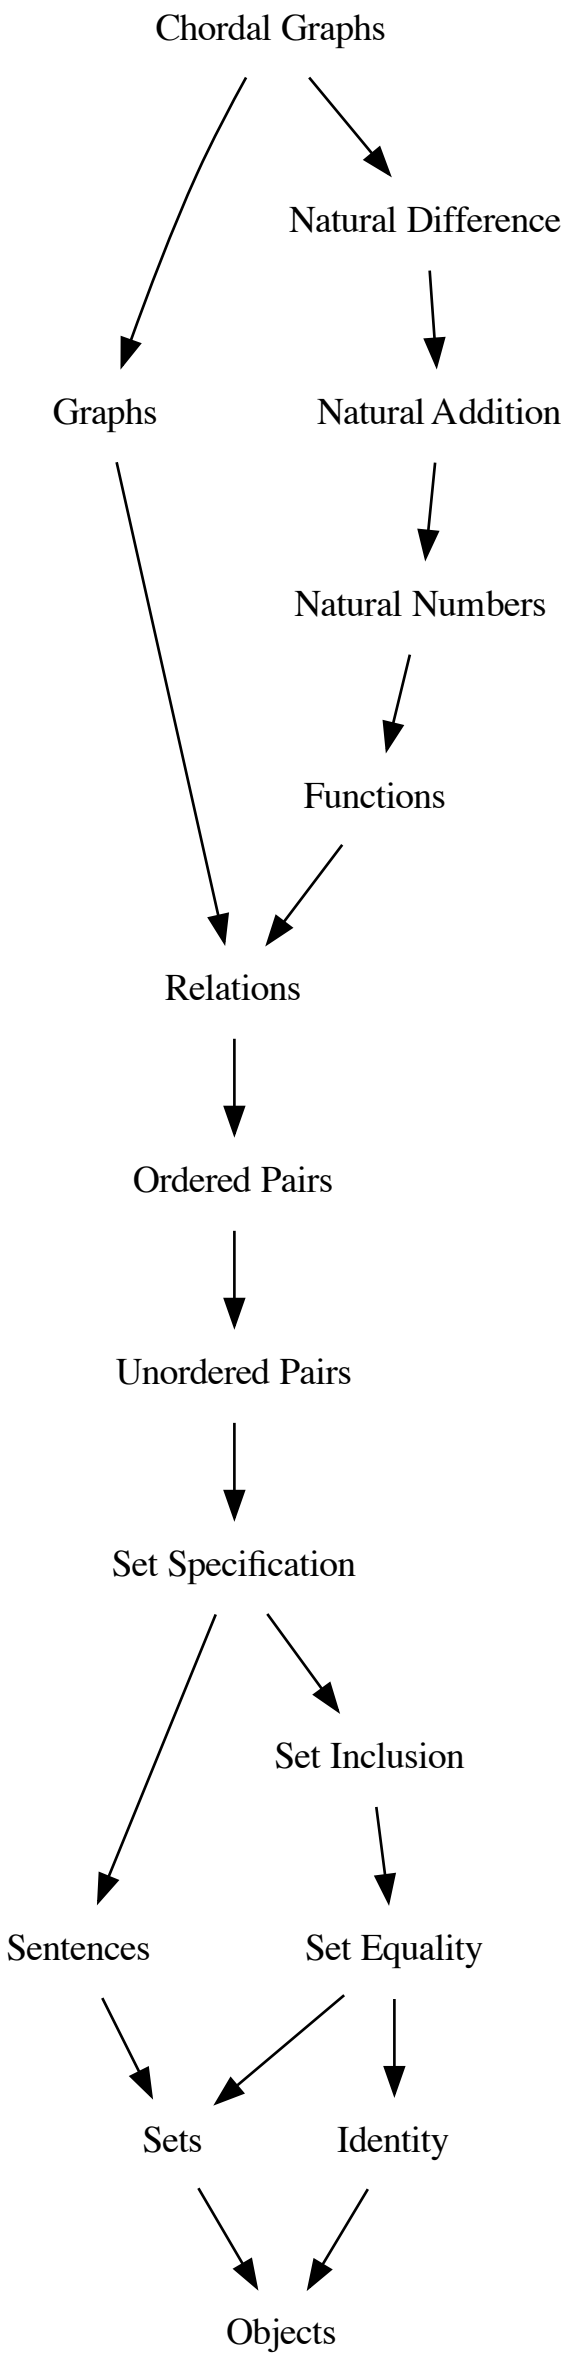 Chordal Graphs
Natural Difference
Graphs
Natural Addition
Natural Numbers
Functions
Relations
Ordered Pairs
Unordered Pairs
Set Specification
Set Inclusion
Sentences
Set Equality
Sets
Identity
Objects